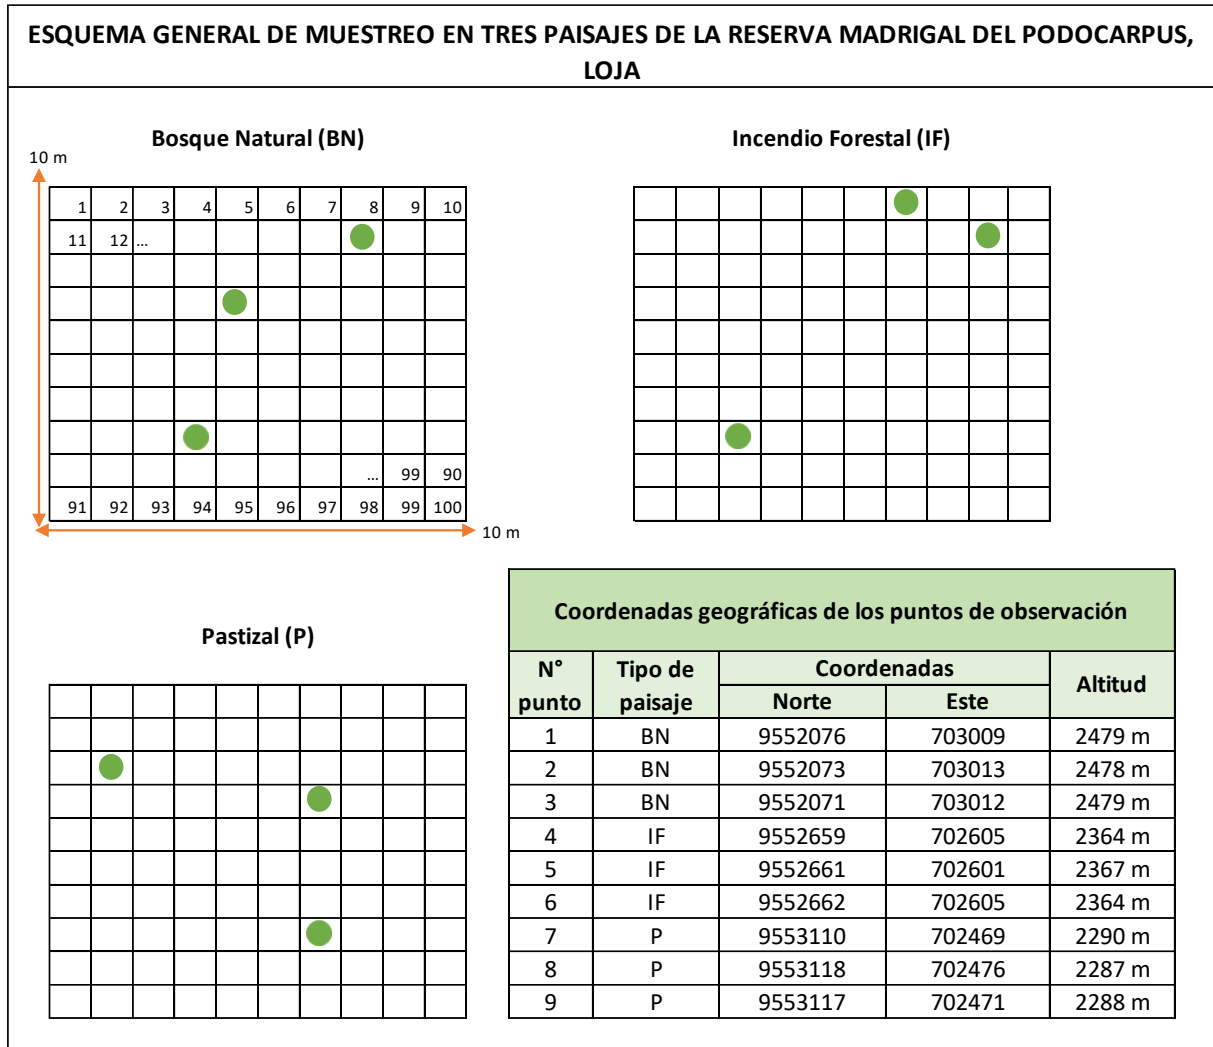 ESQUEMA GENERAL DE MUESTREO EN TRES PAISAJES DE LA RESERVA MADRIGAL DEL PODOCARPUS,
LOJA
Bosque Natural (BN)
10 m
1 2 3 4 5 6 7 8 9 10
11 12 ...
... 99 90
91 92 93 94 95 96 97 98 99 100
10 m
Incendio Forestal (IF)
Pastizal (P)
Coordenadas geográficas de los puntos de observación
N° punto Tipo de paisaje Coordenadas Altitud
Norte Este
1 BN 9552076 703009 2479 m
2 BN 9552073 703013 2478 m
3 BN 9552071 703012 2479 m
4 IF 9552659 702605 2364 m
5 IF 9552661 702601 2367 m
6 IF 9552662 702605 2364 m
7 P 9553110 702469 2290 m
8 P 9553118 702476 2287 m
9 P 9553117 702471 2288 m